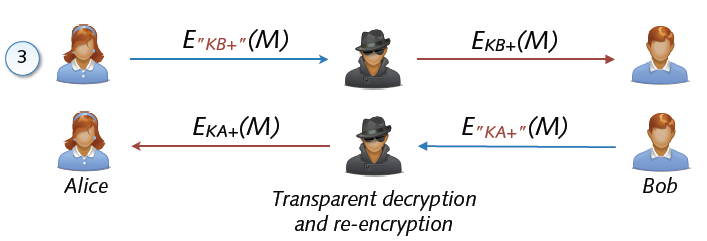 3
E"KB+"(M)
EKB+(M)
EKA+(M)
E"KA+"(M)
Alice
Bob
Transparent decryption
and re-encryption